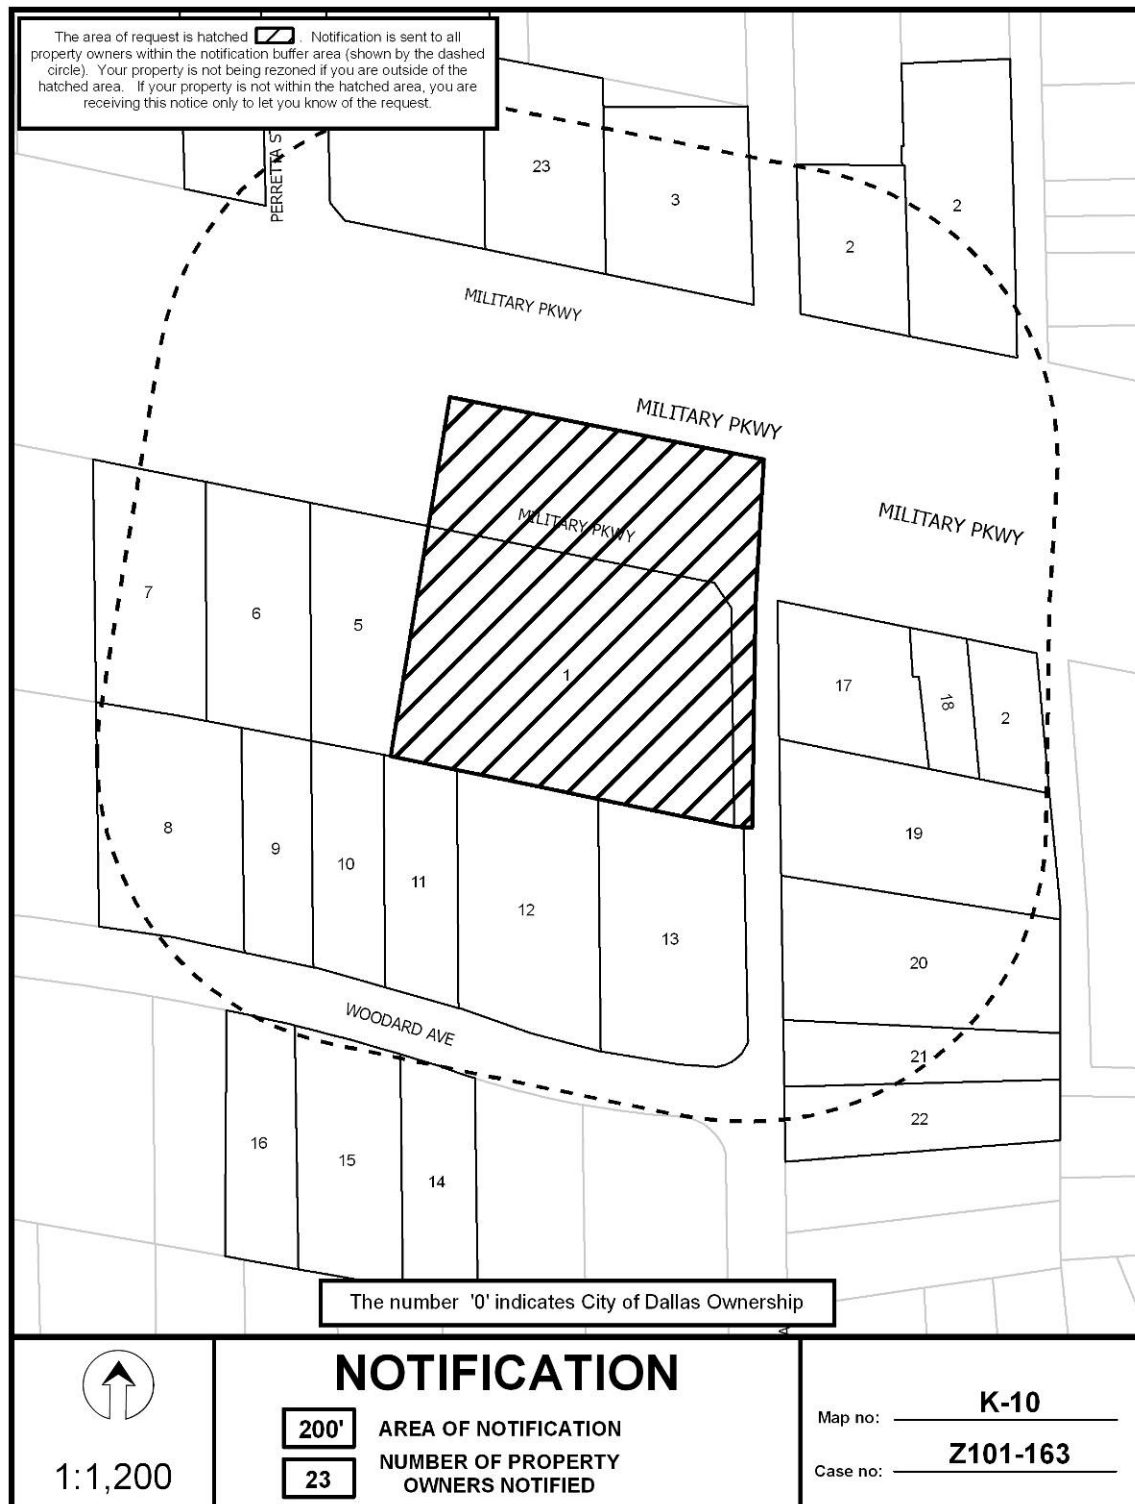 The area of request is hatched . Notification is sent to all
property owners within the notification buffer area (shown by the dashed
circle). Your property is not being rezoned if you are outside of the
hatched area. If your property is not within the hatched area, you are
receiving this notice only to let you know of the request.
PERRETTA S
23
3
2
2
MILITARY PKWY
MILITARY PKWY
MILITARY PKWY
MILITARY PKWY
7
6
5
1
17
18
2
8
9
10
11
12
13
19
20
21
22
WOODARD AVE
16
15
14
The number '0' indicates City of Dallas Ownership
1:1,200
NOTIFICATION
200' AREA OF NOTIFICATION
23 NUMBER OF PROPERTY
OWNERS NOTIFIED
Map no: K-10
Case no: Z101-163